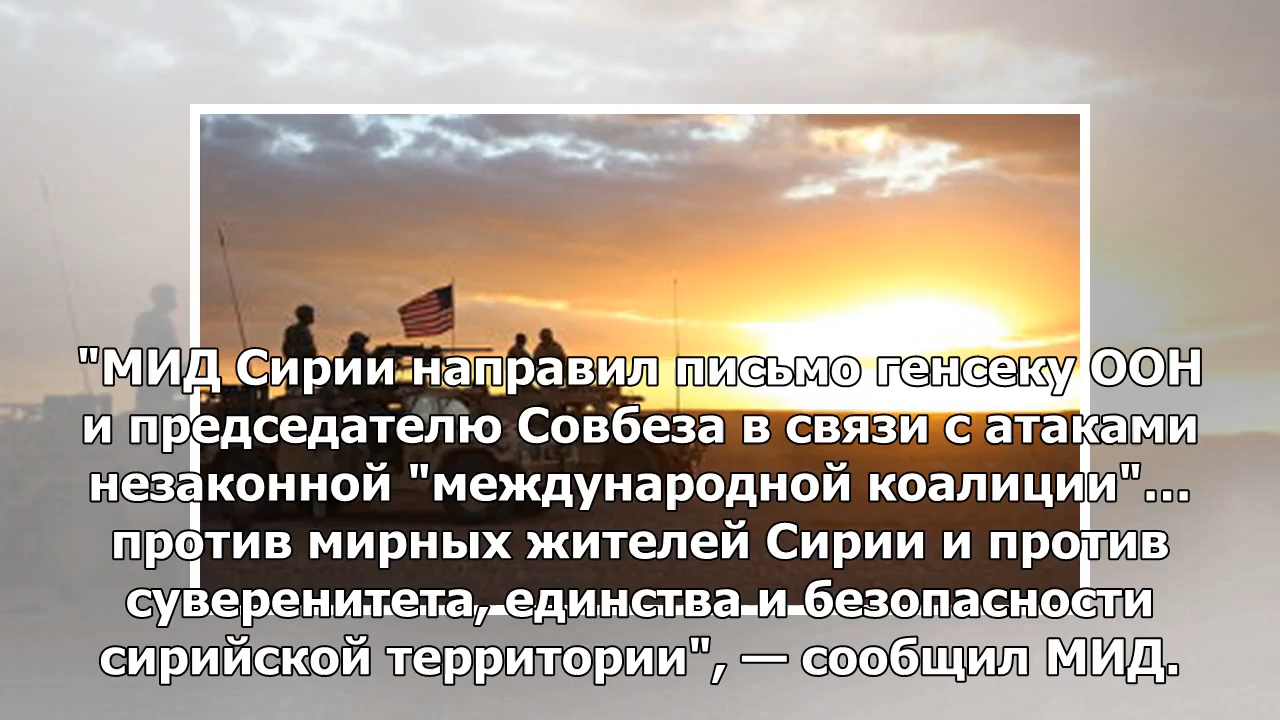 "МИД Сирии направил письмо генсеку ООН
и председателю Совбеза в связи с атаками
незаконной "международной коалиции"...
против мирных жителей Сирии и против
суверенитета, единства и безопасности
сирийской территории", — сообщил МИД.